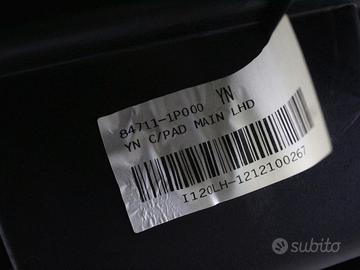 84711-1P000 YN
YN C/PAD MAIN LHD
I120LH-1212100267
subito